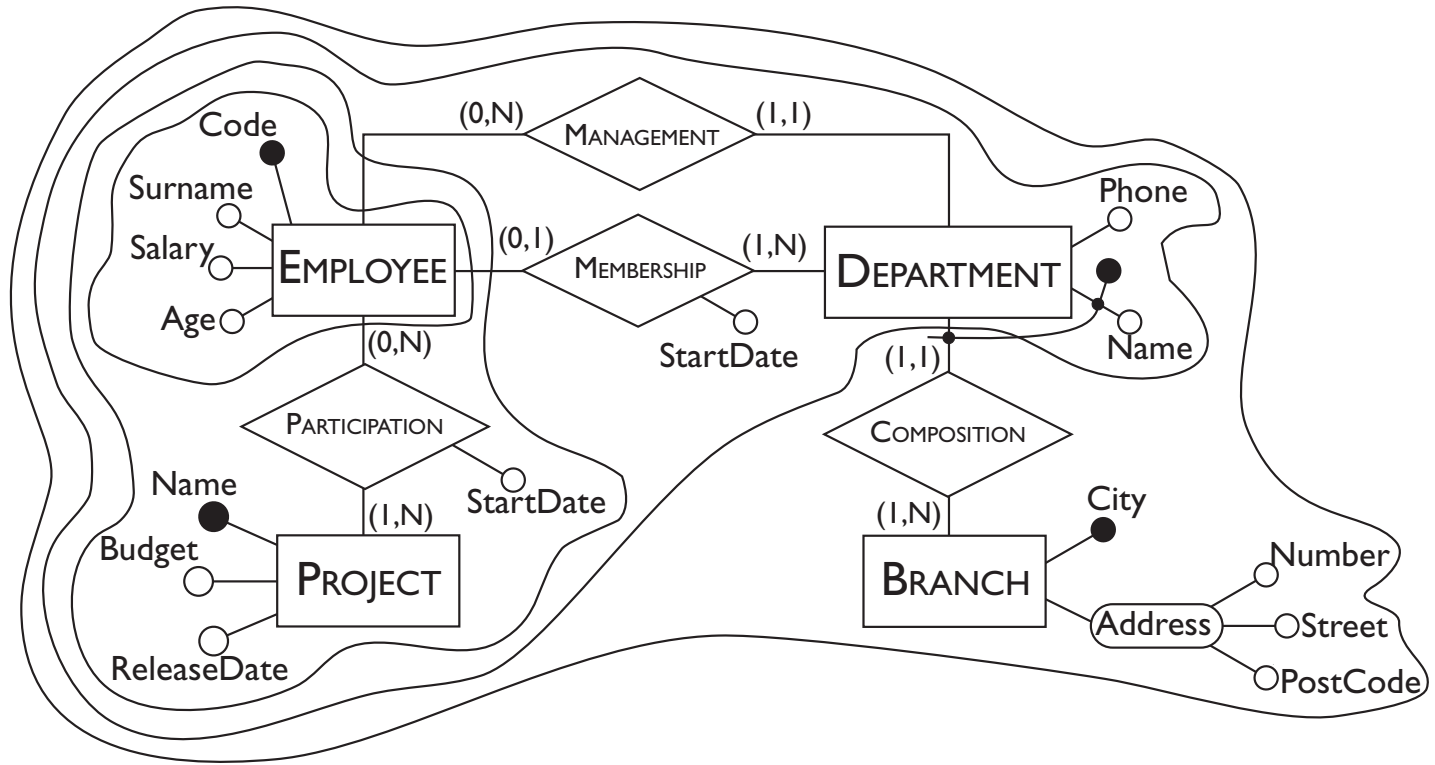 (0,N)
MANAGEMENT
(1,1)
Code
Surname
Salary
Age
EMPLOYEE
(0,1)
MEMBERSHIP
(1,N)
StartDate
DEPARTMENT
Phone
Name
(0,N)
PARTICIPATION
StartDate
(1,N)
(1,1)
COMPOSITION
(1,N)
Name
Budget
ReleaseDate
PROJECT
BRANCH
City
Address
Number
Street
PostCode